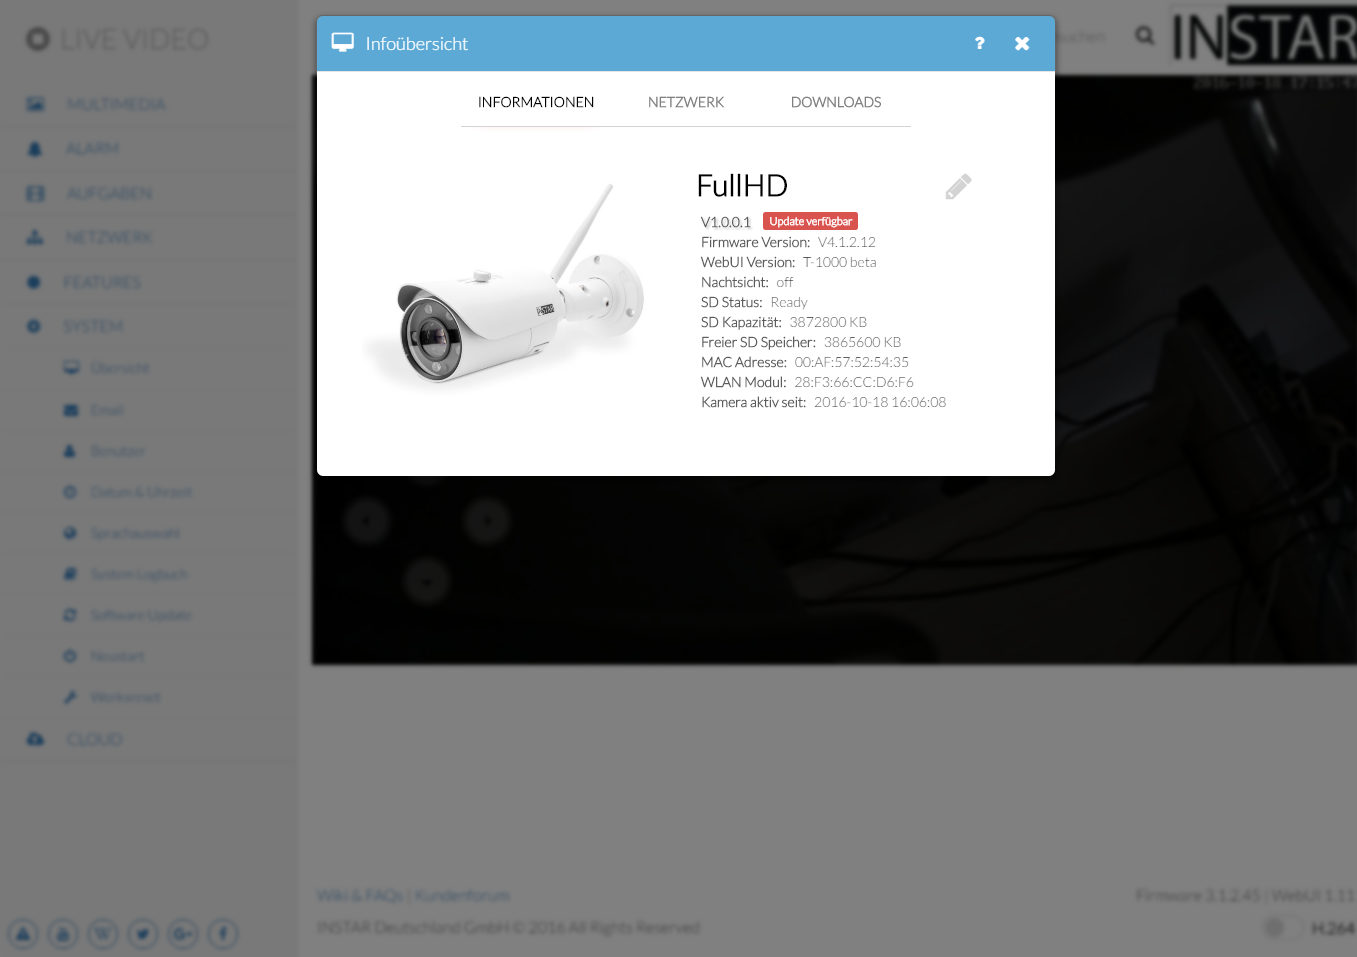 LIVE VIDEO
MULTIMEDIA
ALARM
AUFGABEN
NETZWERK
FEATURES
SYSTEM
Übersicht
Email
Benutzer
Datum & Uhrzeit
Sprachauswahl
System Logbuch
Software Update
Neustart
Werksreset
CLOUD
Infoübersicht
?
suchen
INSTAR
2016-10-18 17:15:47
INFORMATIONEN NETZWERK DOWNLOADS
INSTAR
FullHD
V1.0.0.1 Update verfügbar
Firmware Version: V4.1.2.12
WebUI Version: T-1000 beta
Nachtsicht: off
SD Status: Ready
SD Kapazität: 3872800 KB
Freier SD Speicher: 3865600 KB
MAC Adresse: 00:AF:57:52:54:35
WLAN Modul: 28:F3:66:CC:D6:F6
Kamera aktiv seit: 2016-10-18 16:06:08
Wiki & FAQs | Kundenforum
Firmware 3.1.2.45 | WebUI 1.11
INSTAR Deutschland GmbH © 2016 All Rights Reserved
H.264